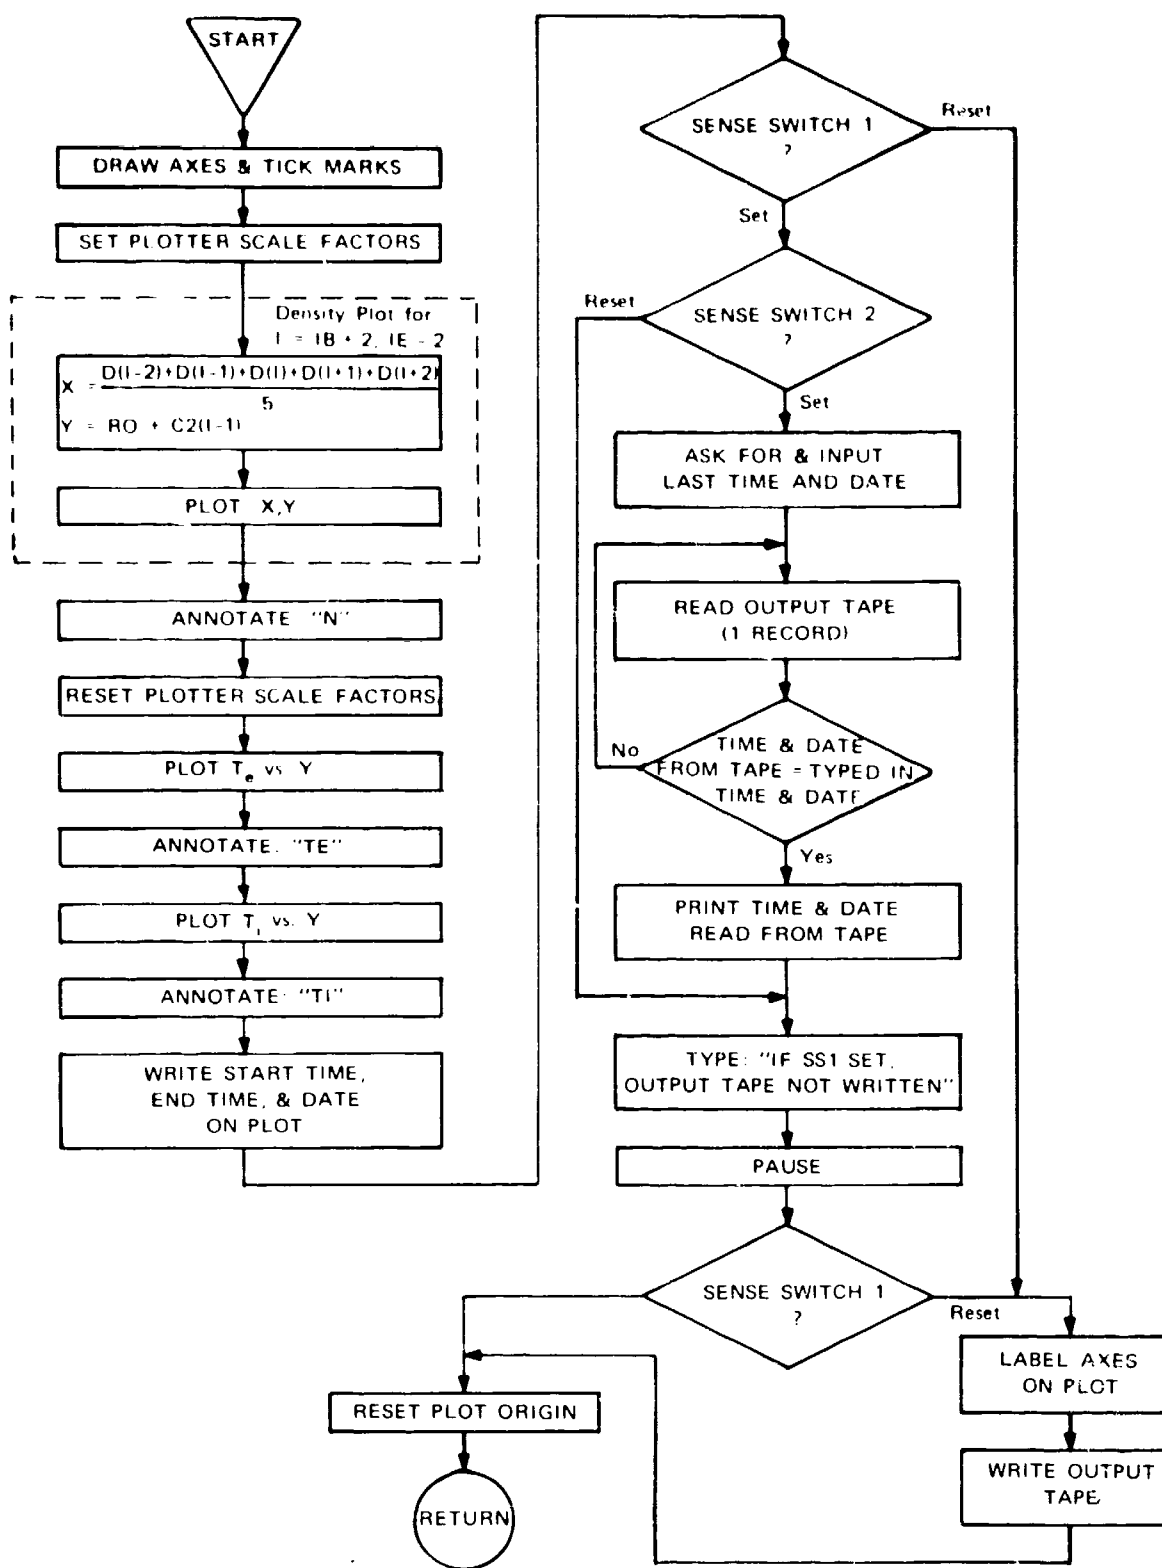 START
DRAW AXES & TICK MARKS
SET PLOTTER SCALE FACTORS
Density Plot for
I = IB + 2, IE - 2
X = D(I-2)+D(I-1)+D(I)+D(I+1)+D(I+2)
5
Y = RO + C2(I-1)
PLOT X,Y
ANNOTATE "N"
RESET PLOTTER SCALE FACTORS
PLOT Te vs. Y
ANNOTATE: "TE"
PLOT Ti vs. Y
ANNOTATE: "TI"
WRITE START TIME,
END TIME, & DATE
ON PLOT
SENSE SWITCH 1
?
Reset
Set
SENSE SWITCH 2
?
Reset
Set
ASK FOR & INPUT
LAST TIME AND DATE
READ OUTPUT TAPE
(1 RECORD)
TIME & DATE
FROM TAPE = TYPED IN
TIME & DATE
No
Yes
PRINT TIME & DATE
READ FROM TAPE
TYPE: "IF SS1 SET,
OUTPUT TAPE NOT WRITTEN"
PAUSE
SENSE SWITCH 1
?
Reset
LABEL AXES
ON PLOT
WRITE OUTPUT
TAPE
RESET PLOT ORIGIN
RETURN